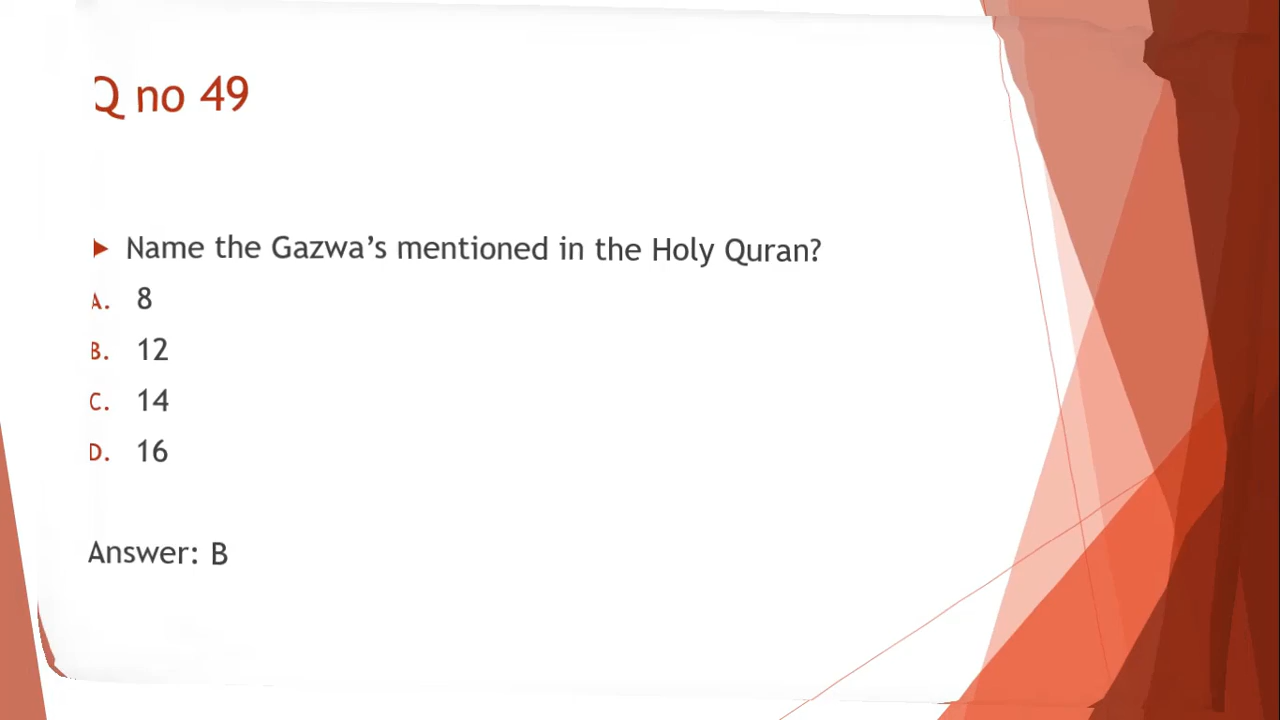 Q no 49
Name the Gazwa’s mentioned in the Holy Quran?
A. 8
B. 12
C. 14
D. 16
Answer: B